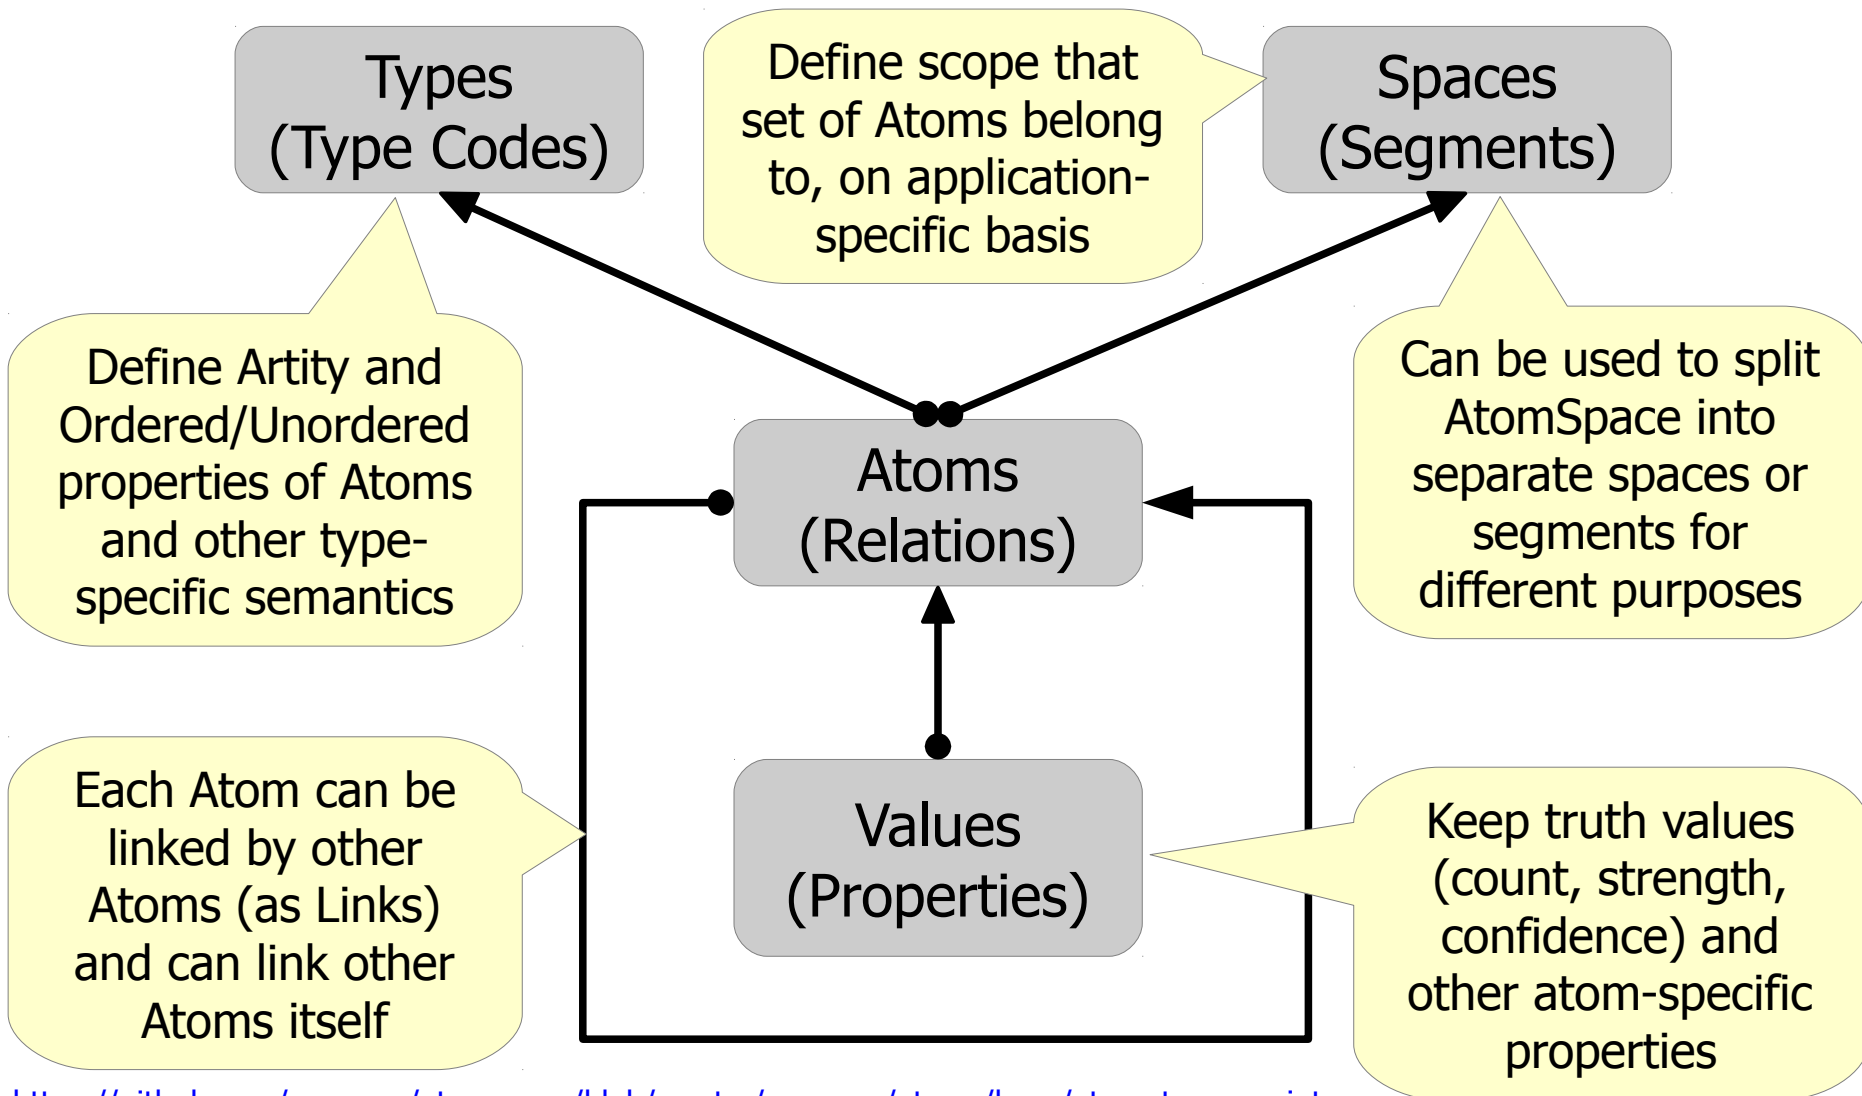 Types
(Type Codes)
Define scope that
set of Atoms belong
to, on application-
specific basis
Spaces
(Segments)
Define Artity and
Ordered/Unordered
properties of Atoms
and other type-
specific semantics
Can be used to split
AtomSpace into
separate spaces or
segments for
different purposes
Atoms
(Relations)
Each Atom can be
linked by other
Atoms (as Links)
and can link other
Atoms itself
Values
(Properties)
Keep truth values
(count, strength,
confidence) and
other atom-specific
properties